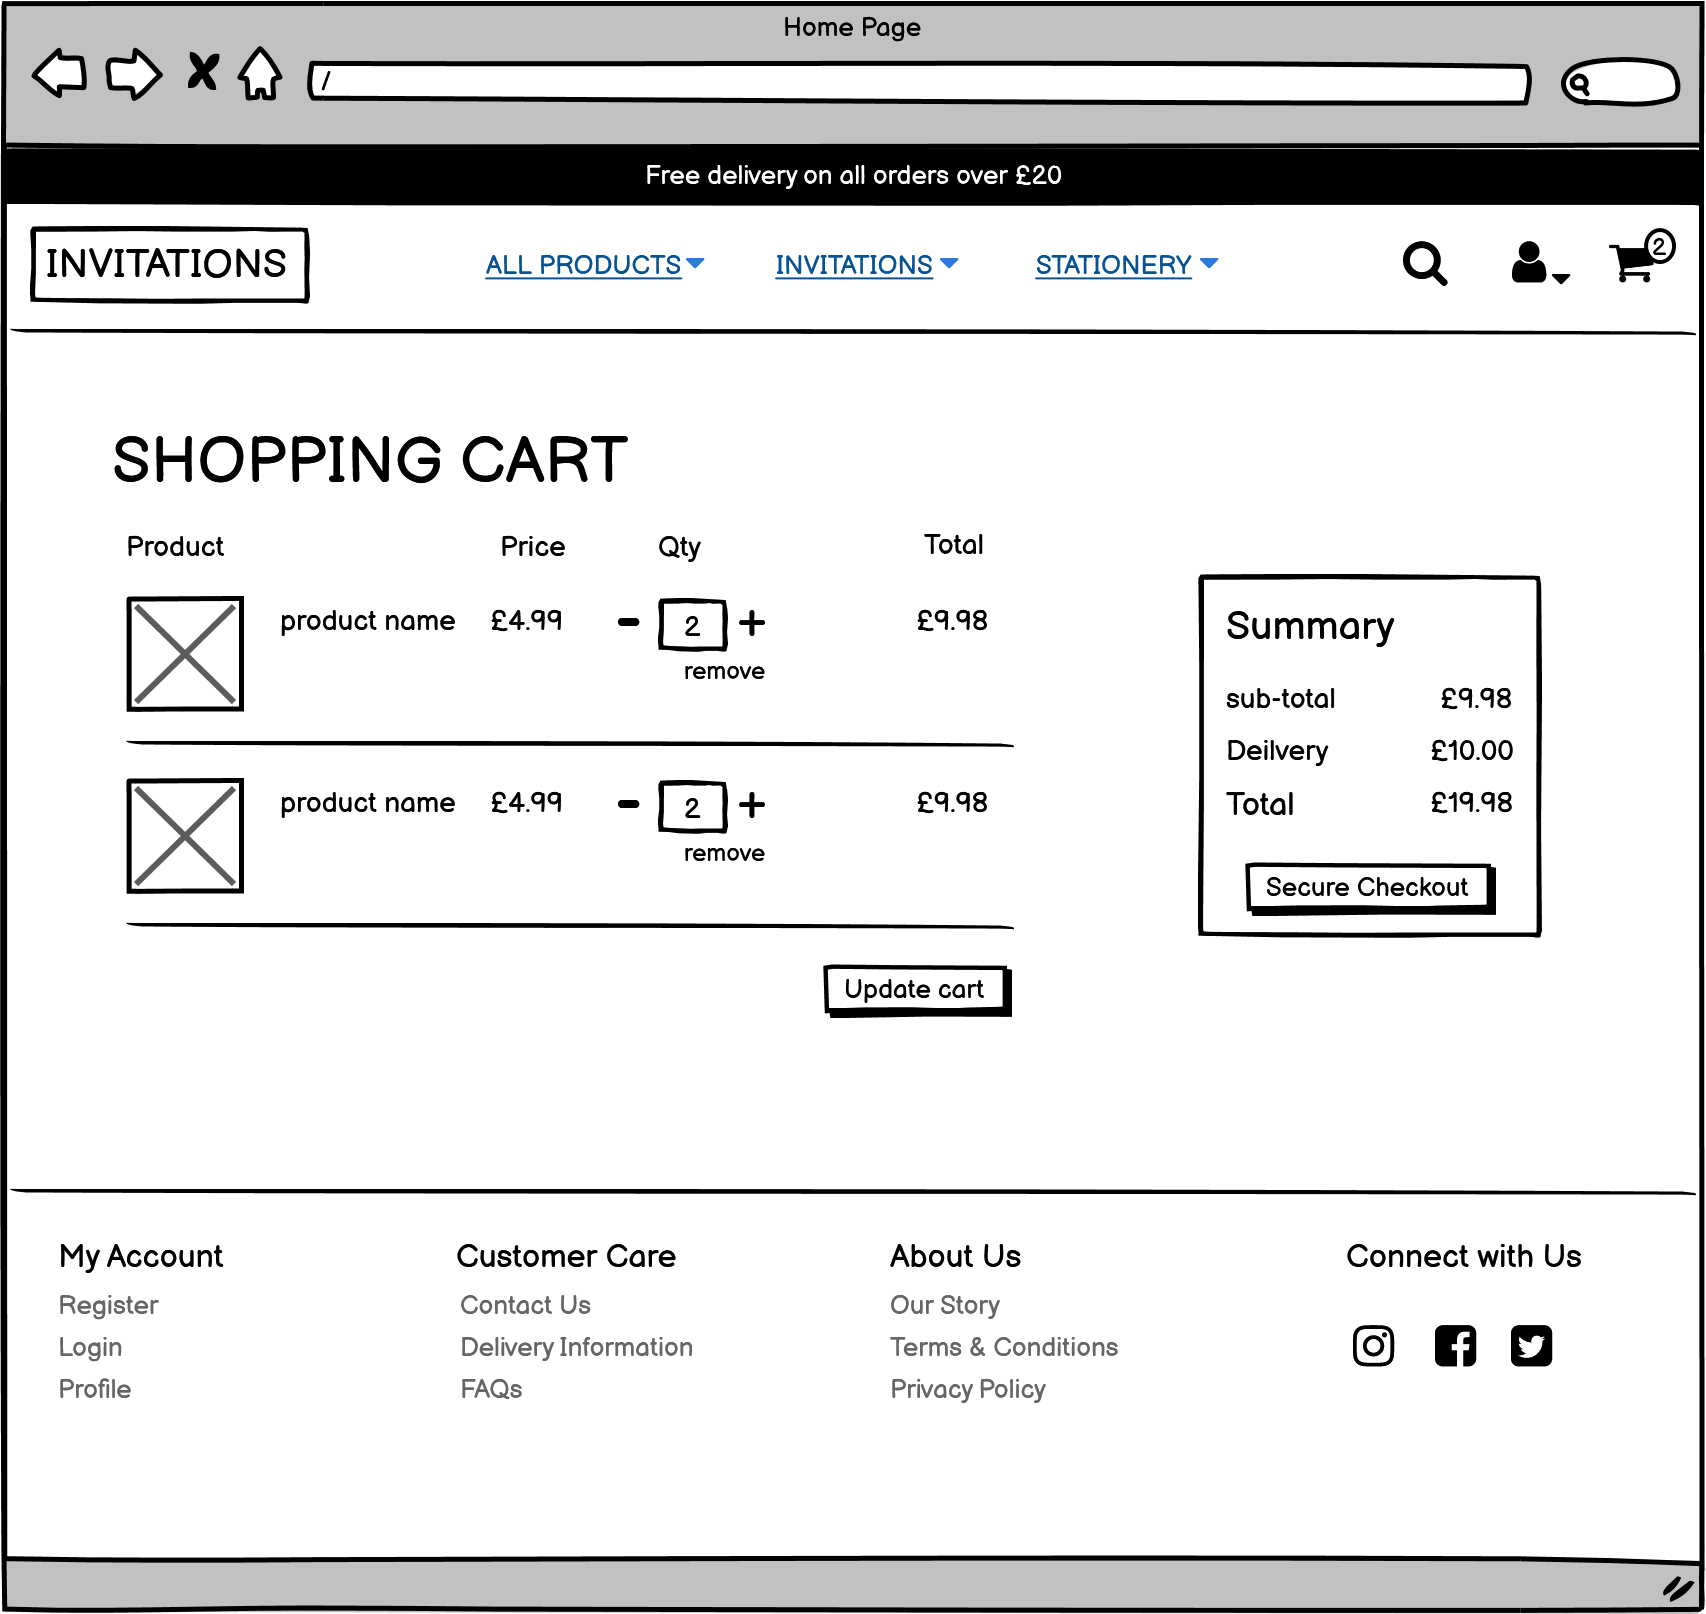 Home Page
/
Free delivery on all orders over £20
INVITATIONS
ALL PRODUCTS
INVITATIONS
STATIONERY
2
SHOPPING CART
Product Price Qty Total
product name £4.99 - 2 + £9.98
remove
product name £4.99 - 2 + £9.98
remove
Update cart
Summary
sub-total £9.98
Deilvery £10.00
Total £19.98
Secure Checkout
My Account
Register
Login
Profile
Customer Care
Contact Us
Delivery Information
FAQs
About Us
Our Story
Terms & Conditions
Privacy Policy
Connect with Us